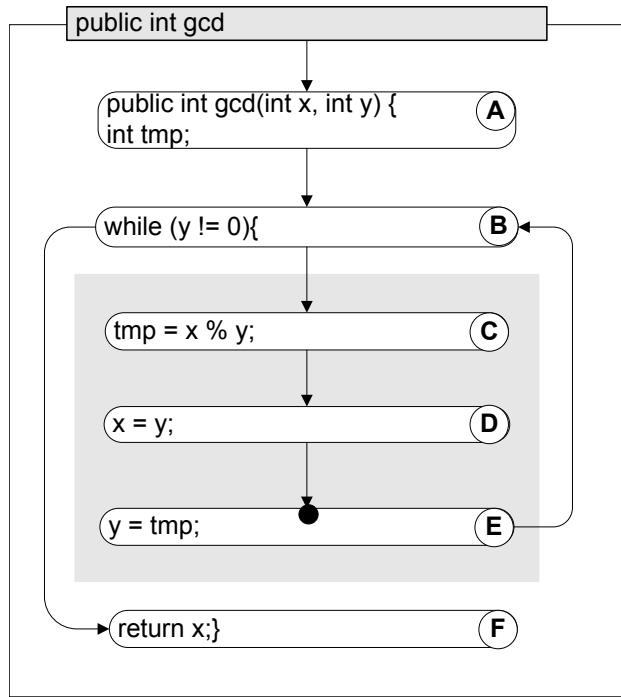 public int gcd
public int gcd(int x, int y) {
A
int tmp;
while (y != 0){
B
tmp = x % y;
C
x = y;
D
y = tmp;
E
return x;}
F